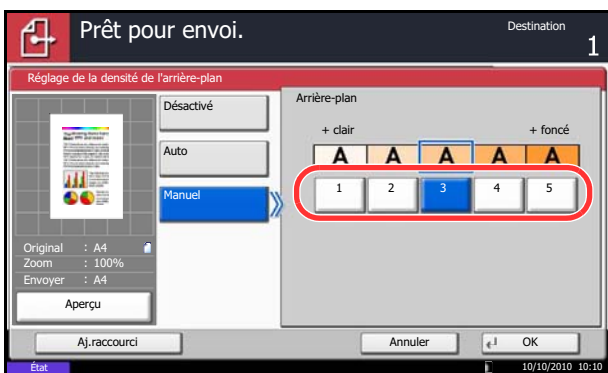 Prêt pour envoi.
Destination
1
Réglage de la densité de l'arrière-plan
Désactivé
Auto
Manuel
Arrière-plan
+ clair
+ foncé
A A A A A
1 2 3 4 5
Original : A4
Zoom : 100%
Envoyer : A4
Aperçu
Aj.raccourci
Annuler
OK
État
10/10/2010 10:10